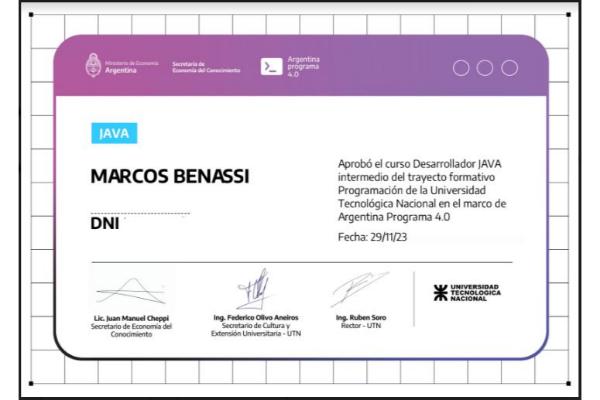 Ministerio de Economía
Argentina
Secretaría de
Economía del Conocimiento
Argentina
programa
4.0
JAVA
MARCOS BENASSI
DNI
Aprobó el curso Desarrollador JAVA
intermedio del trayecto formativo
Programación de la Universidad
Tecnológica Nacional en el marco de
Argentina Programa 4.0
Fecha: 29/11/23
Lic. Juan Manuel Cheppi
Secretario de Economía del
Conocimiento
Ing. Federico Olivo Aneiros
Secretario de Cultura y
Extensión Universitaria - UTN
Ing. Ruben Soro
Rector - UTN
UNIVERSIDAD
TECNOLÓGICA
NACIONAL